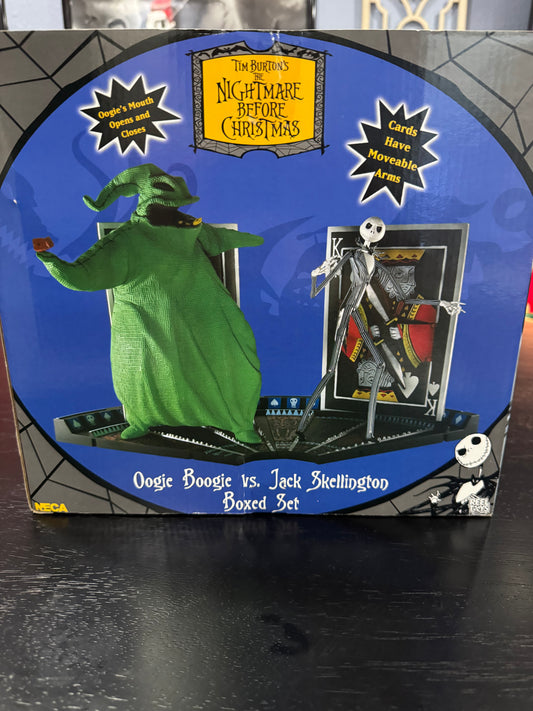 TIM BURTON'S
THE
NIGHTMARE
BEFORE
CHRISTMAS
Oogie's Mouth
Opens and
Closes
Cards
Have
Moveable
Arms
K
K
Oogie Boogie vs. Jack Skellington
Boxed Set
NECA